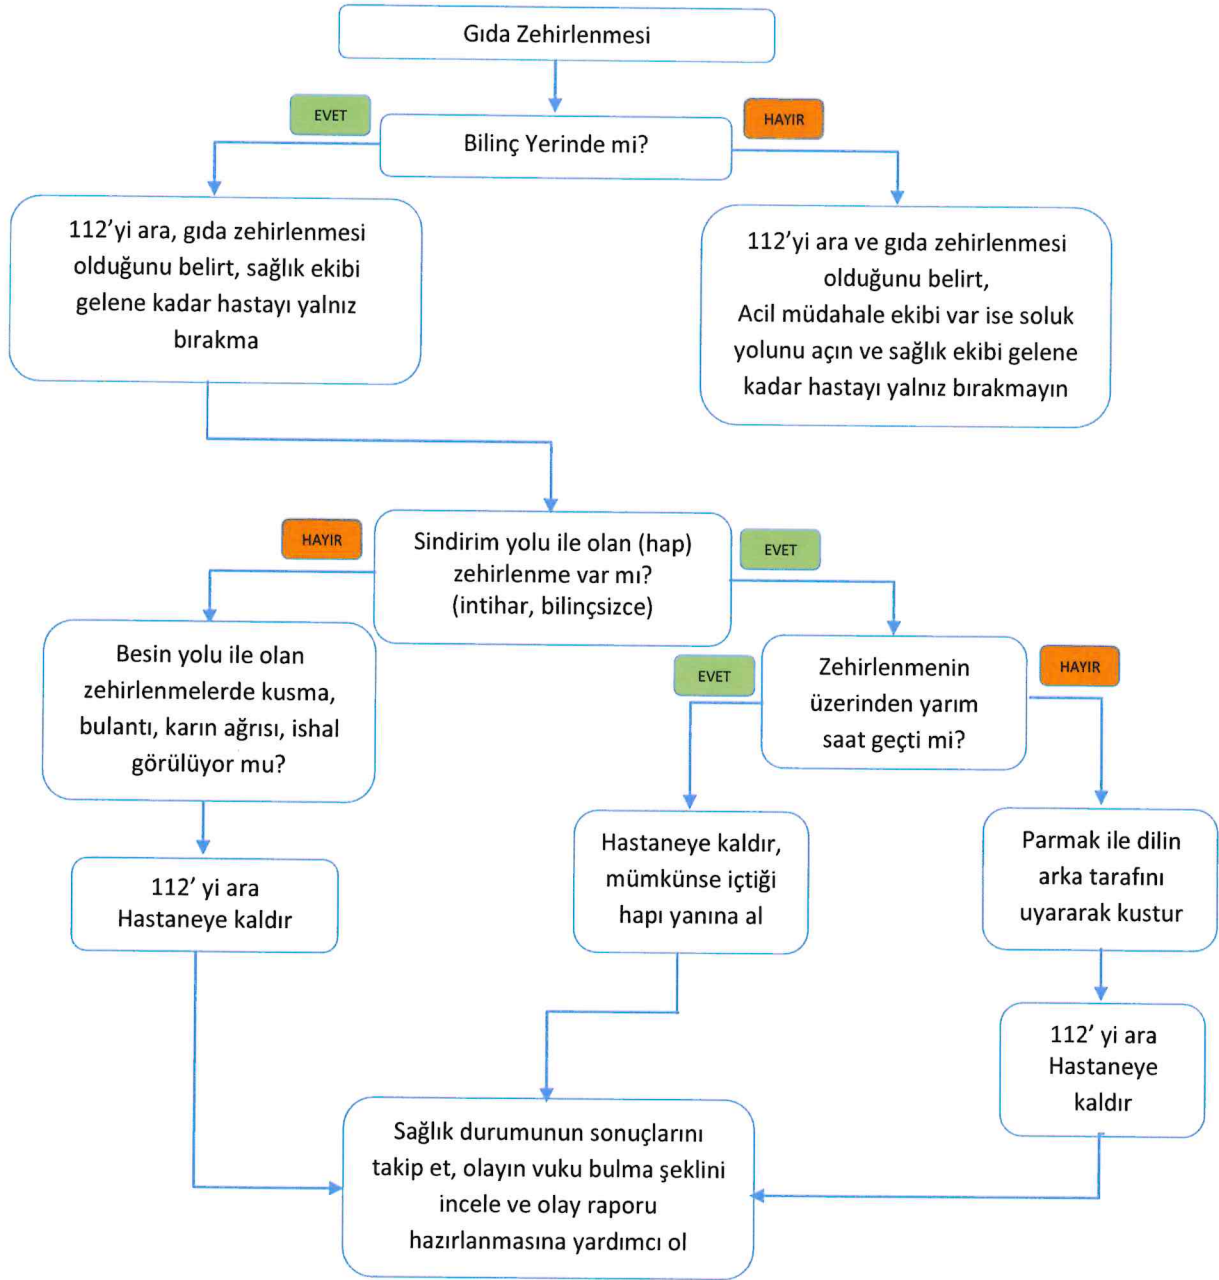 Gıda Zehirlenmesi
EVET
HAYIR
Bilinç Yerinde mi?
112'yi ara, gıda zehirlenmesi
olduğunu belirt, sağlık ekibi
gelene kadar hastayı yalnız
bırakma
112'yi ara ve gıda zehirlenmesi
olduğunu belirt,
Acil müdahale ekibi var ise soluk
yolunu açın ve sağlık ekibi gelene
kadar hastayı yalnız bırakmayın
HAYIR
Sindirim yolu ile olan (hap)
zehirlenme var mı?
(intihar, bilinçsizce)
EVET
Besin yolu ile olan
zehirlenmelerde kusma,
bulantı, karın ağrısı, ishal
görülüyor mu?
EVET
Zehirlenmenin
üzerinden yarım
saat geçti mi?
HAYIR
112' yi ara
Hastaneye kaldır
Hastaneye kaldır,
mümkünse içtiği
hapı yanına al
Parmak ile dilin
arka tarafını
uyararak kustur
112' yi ara
Hastaneye
kaldır
Sağlık durumunun sonuçlarını
takip et, olayın vuku bulma şeklini
incele ve olay raporu
hazırlanmasına yardımcı ol